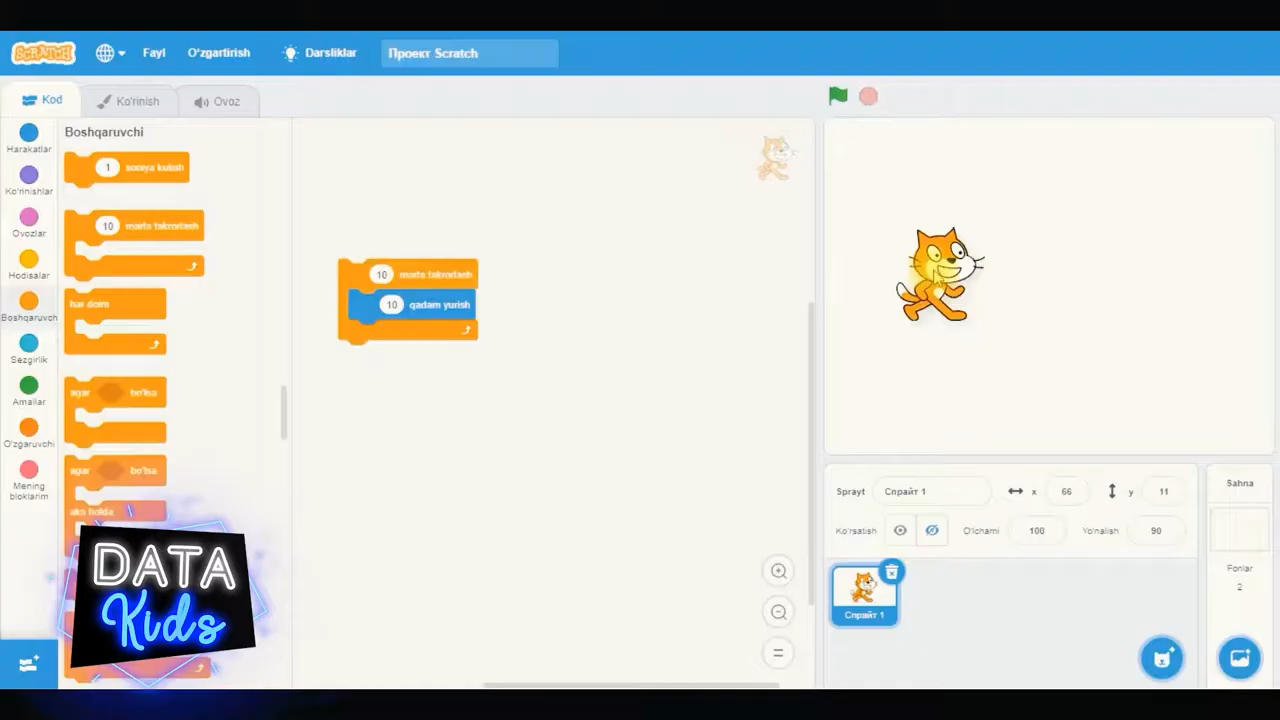 SCRATCH
Fayl
O'zgartirish
Darsliklar
Проект Scratch
Kod
Ko'rinish
Ovoz
Boshqaruvchi
Harakatlar
1 soniya kutish
Ko'rinishlar
10 marta takrorlash
Ovozlar
Hodisalar
har doim
Boshqaruvch
Sezgirlik
agar bo'lsa
Amallar
O'zgaruvchi
agar bo'lsa
Mening
bloklarim
aks holda
10 marta takrorlash
10 qadam yurish
DATA
Kids
Sprayt
Спрайт 1
x
66
y
11
Ko'rsatish
O'lchami
100
Yo'nalish
90
Спрайт 1
Sahna
Fonlar
2